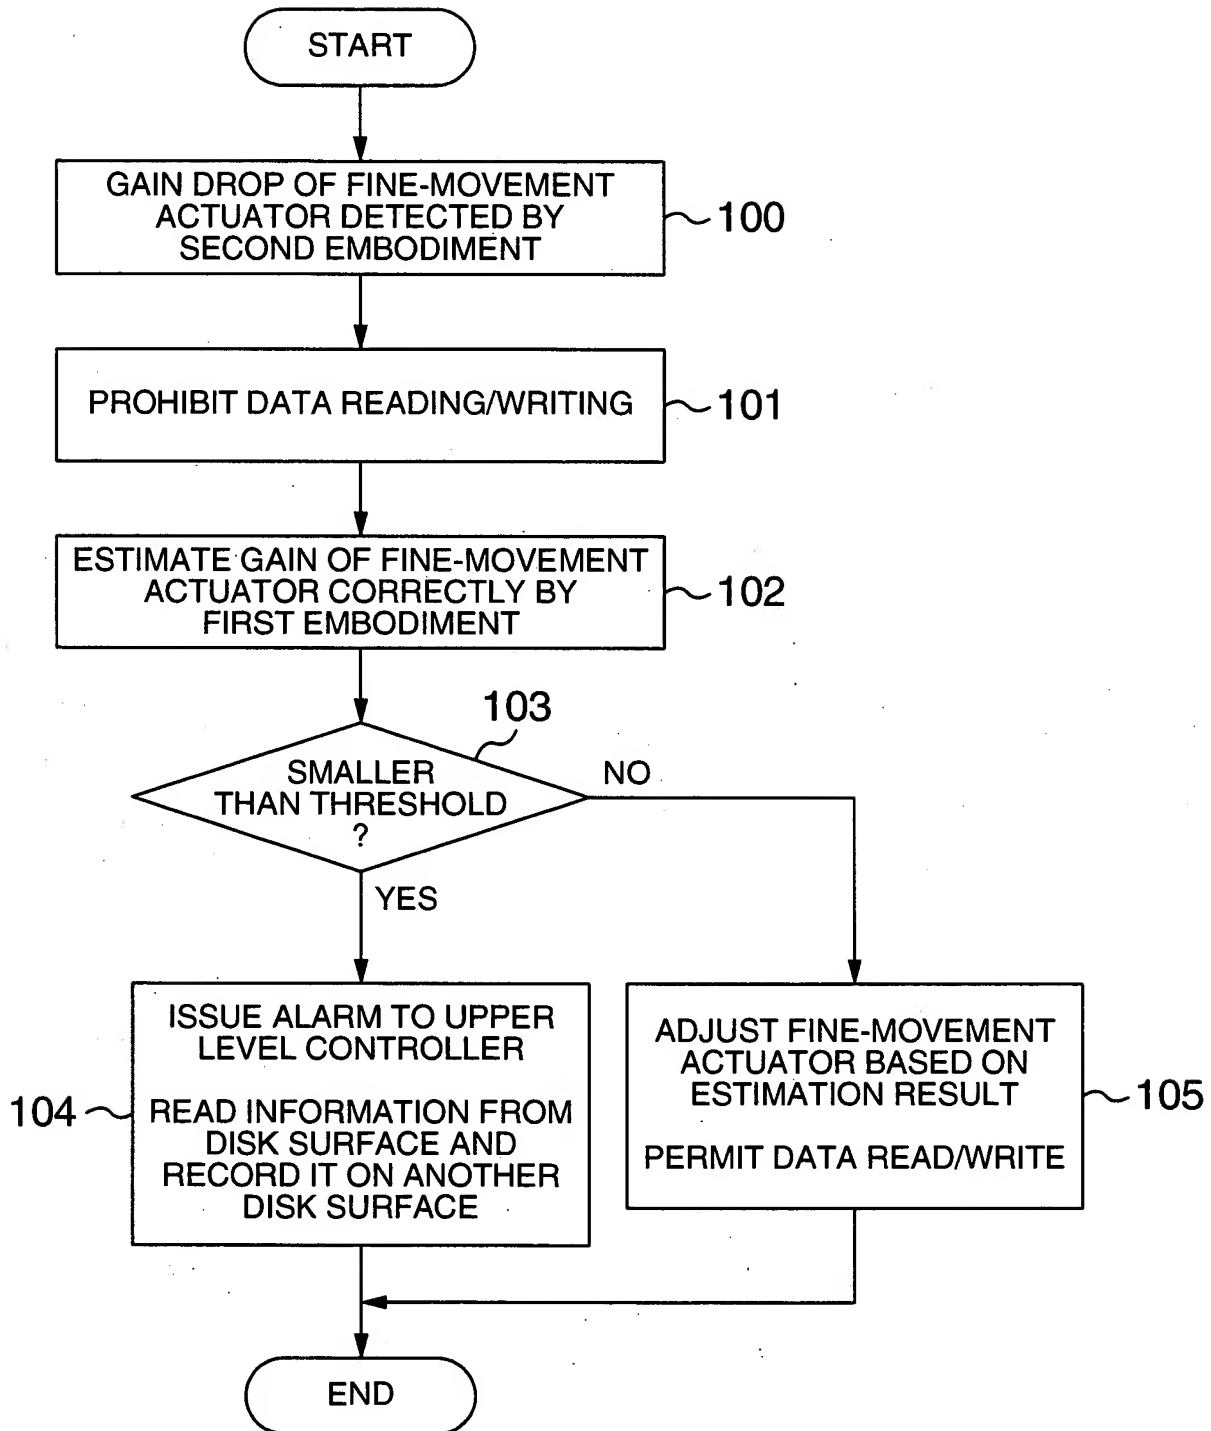 START
GAIN DROP OF FINE-MOVEMENT
ACTUATOR DETECTED BY
SECOND EMBODIMENT
100
PROHIBIT DATA READING/WRITING
101
ESTIMATE GAIN OF FINE-MOVEMENT
ACTUATOR CORRECTLY BY
FIRST EMBODIMENT
102
103
SMALLER
THAN THRESHOLD
?
NO
YES
ISSUE ALARM TO UPPER
LEVEL CONTROLLER
READ INFORMATION FROM
DISK SURFACE AND
RECORD IT ON ANOTHER
DISK SURFACE
104
ADJUST FINE-MOVEMENT
ACTUATOR BASED ON
ESTIMATION RESULT
PERMIT DATA READ/WRITE
105
END